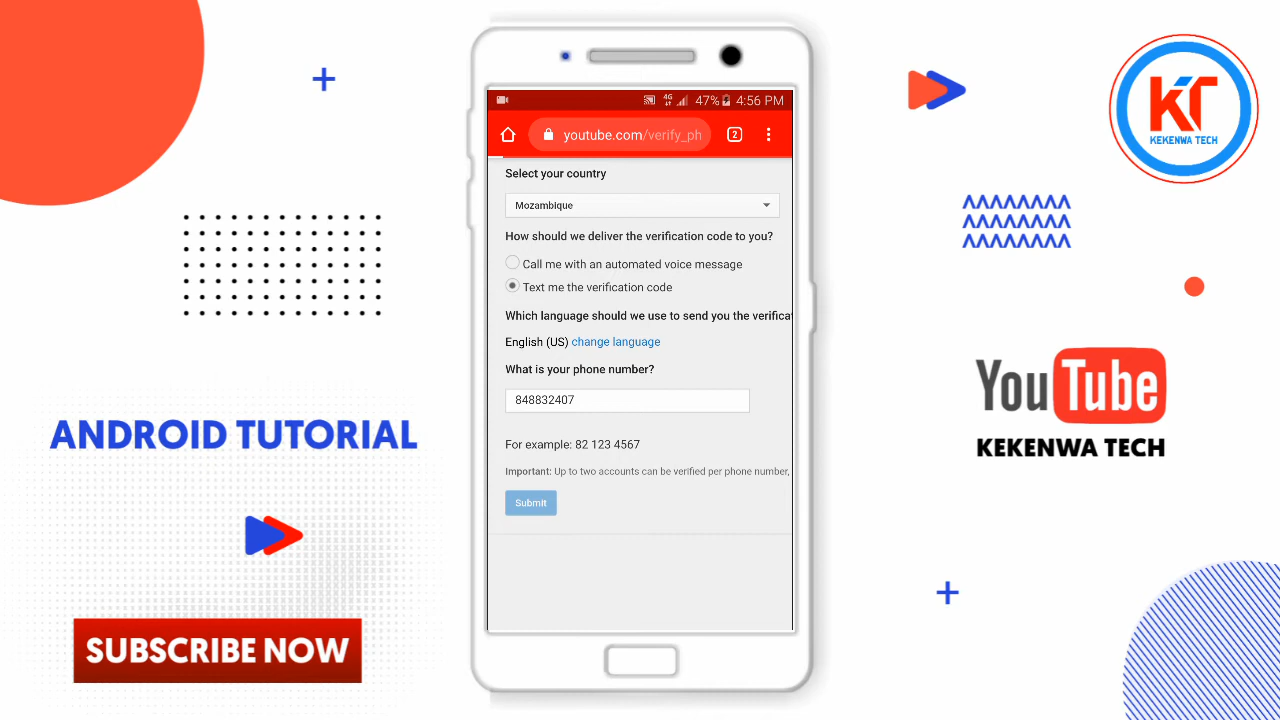 4G 47% 4:56 PM
youtube.com/verify_ph 2
Select your country
Mozambique
How should we deliver the verification code to you?
Call me with an automated voice message
Text me the verification code
Which language should we use to send you the verificat
English (US) change language
What is your phone number?
848832407
For example: 82 123 4567
Important: Up to two accounts can be verified per phone number,
Submit
ANDROID TUTORIAL
SUBSCRIBE NOW
KT
KEKENWA TECH
YouTube
KEKENWA TECH